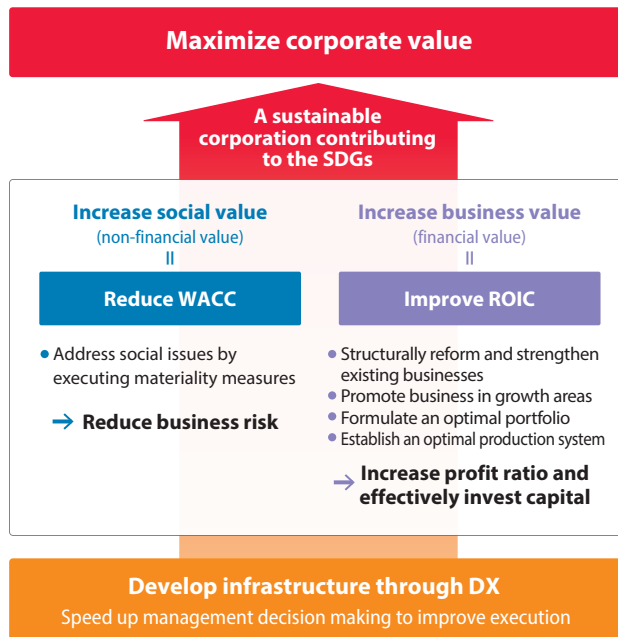 Maximize corporate value
A sustainable
corporation contributing
to the SDGs
Increase social value
(non-financial value)
=
Reduce WACC
● Address social issues by
executing materiality measures
→ Reduce business risk
Increase business value
(financial value)
=
Improve ROIC
● Structurally reform and strengthen
existing businesses
● Promote business in growth areas
● Formulate an optimal portfolio
● Establish an optimal production system
→ Increase profit ratio and
effectively invest capital
Develop infrastructure through DX
Speed up management decision making to improve execution